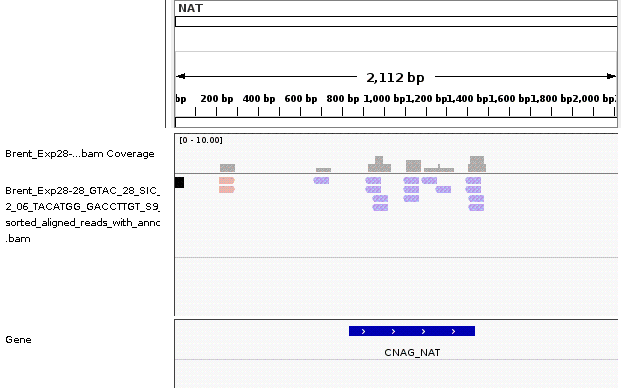 NAT
2,112 bp
bp 200 bp 400 bp 600 bp 800 bp 1,000 bp 1,200 bp 1,400 bp 1,600 bp 1,800 bp 2,000 bp
[0 - 10.00]
Brent_Exp28-...bam Coverage
Brent_Exp28-28_GTAC_28_SIC_
2_06_TACATGG_GACCTTGT_S9_
sorted_aligned_reads_with_annc
.bam
Gene
CNAG_NAT